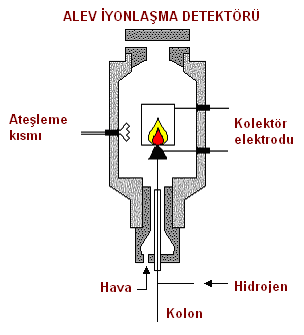 ALEV İYONLAŞMA DETEKTÖRÜ
Ateşleme
kısmı
Kolektör
elektrodu
Hava
Hidrojen
Kolon